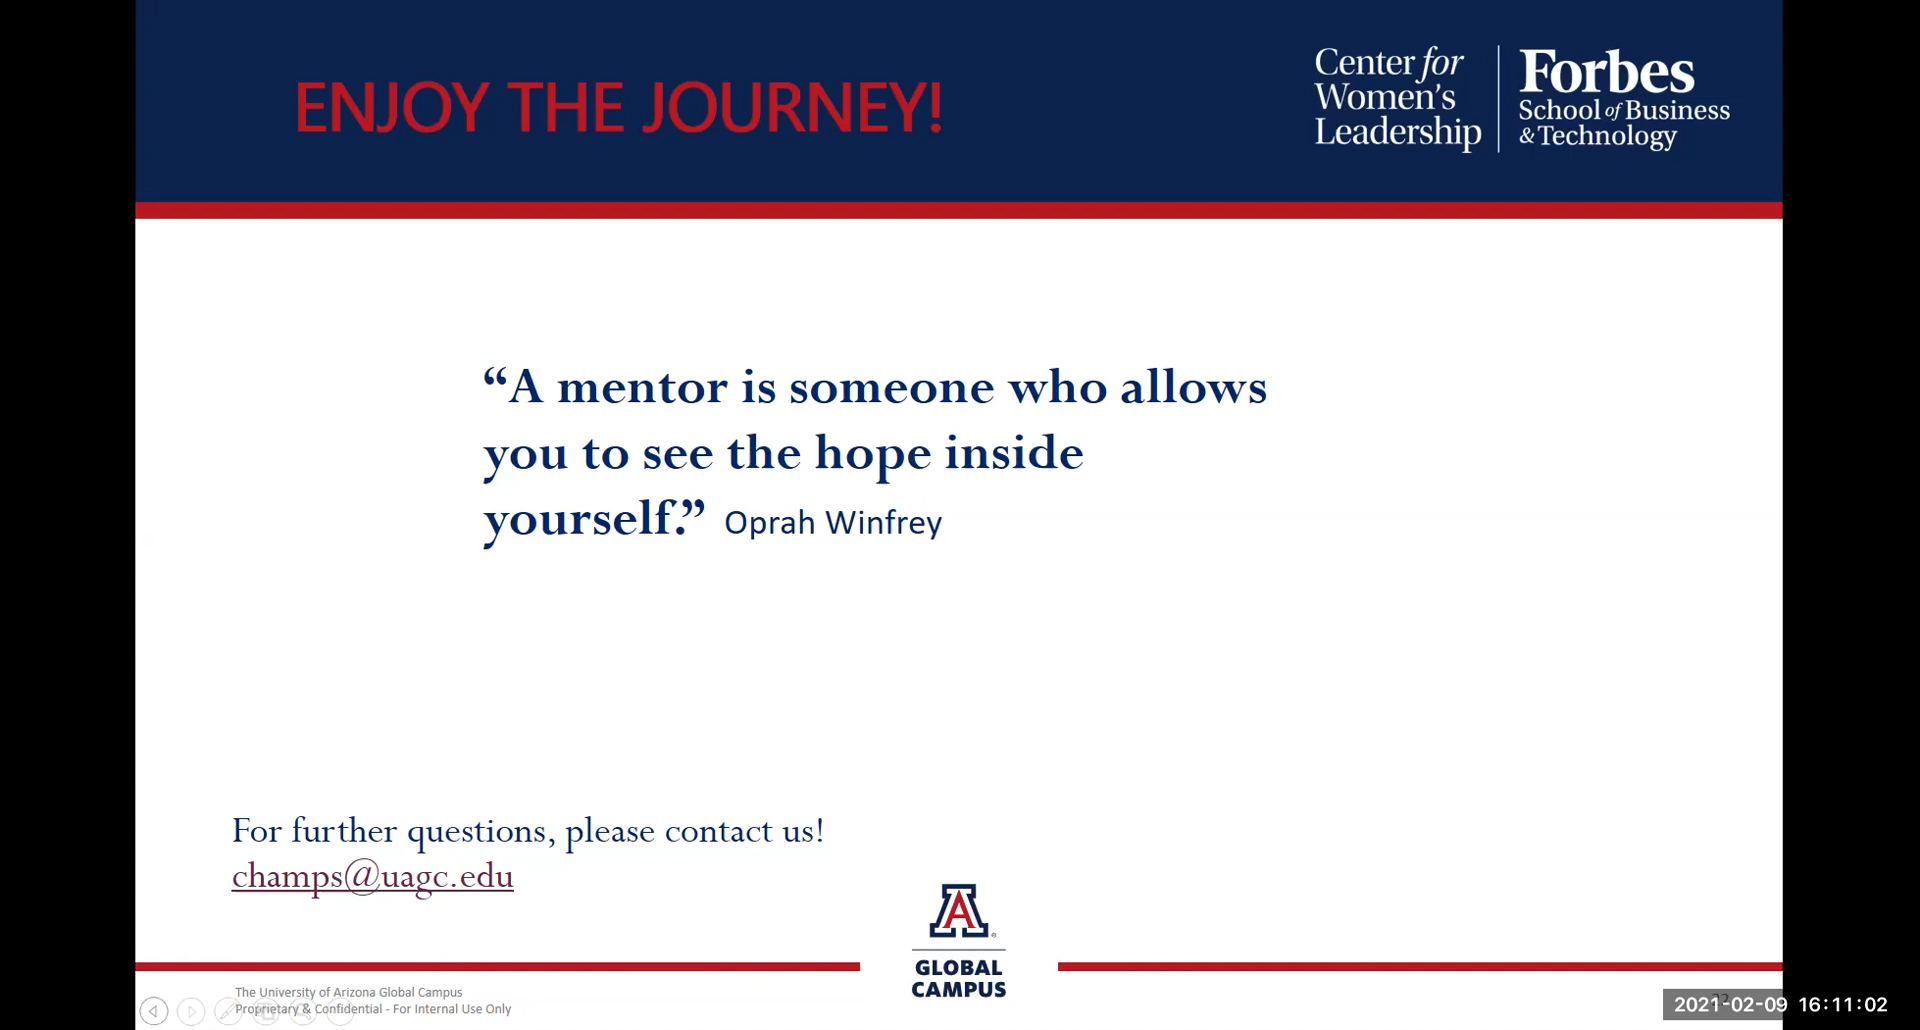 ENJOY THE JOURNEY!
Center for
Women's
Leadership
Forbes
School of Business
& Technology
“A mentor is someone who allows
you to see the hope inside
yourself.” Oprah Winfrey
For further questions, please contact us!
champs@uagc.edu
A
GLOBAL
CAMPUS
The University of Arizona Global Campus
Proprietary & Confidential - For Internal Use Only
2021-02-09 16:11:02